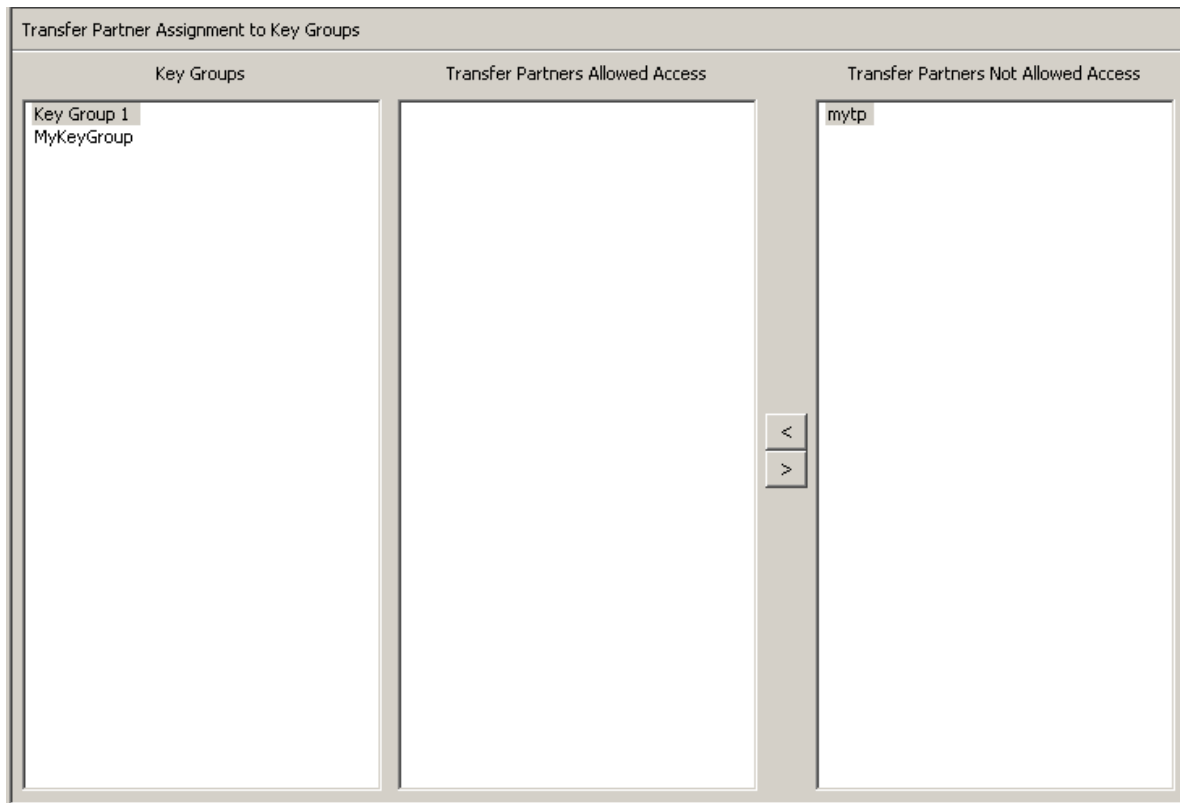 Transfer Partner Assignment to Key Groups
Key Groups
Transfer Partners Allowed Access
Transfer Partners Not Allowed Access
Key Group 1
MyKeyGroup
mytp
<
>